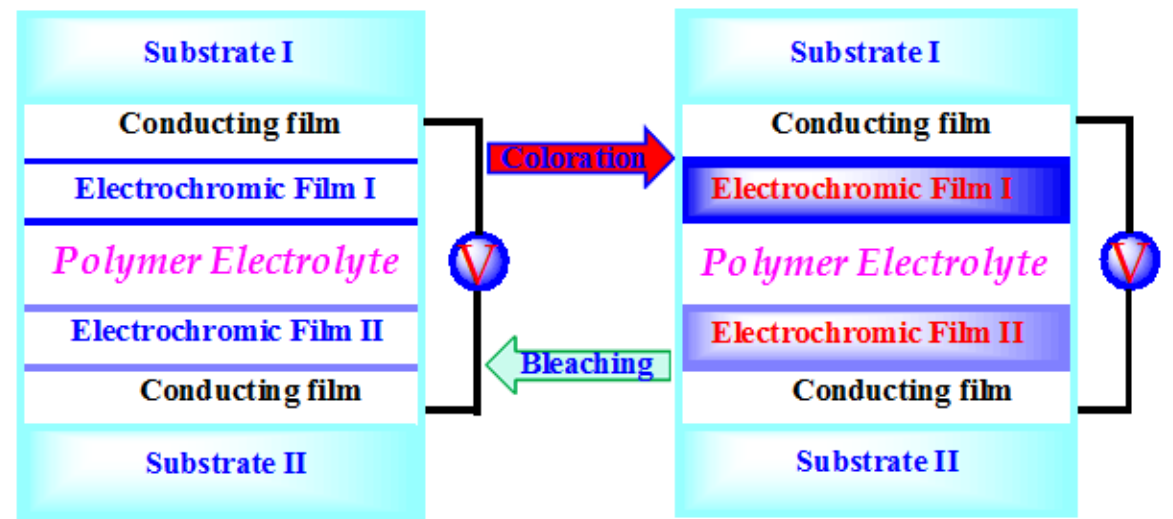 Substrate I
Conducting film
Electrochromic Film I
Polymer Electrolyte
Electrochromic Film II
Conducting film
Substrate II
V
Coloration
Bleaching
Substrate I
Conducting film
Electrochromic Film I
Polymer Electrolyte
Electrochromic Film II
Conducting film
Substrate II
V